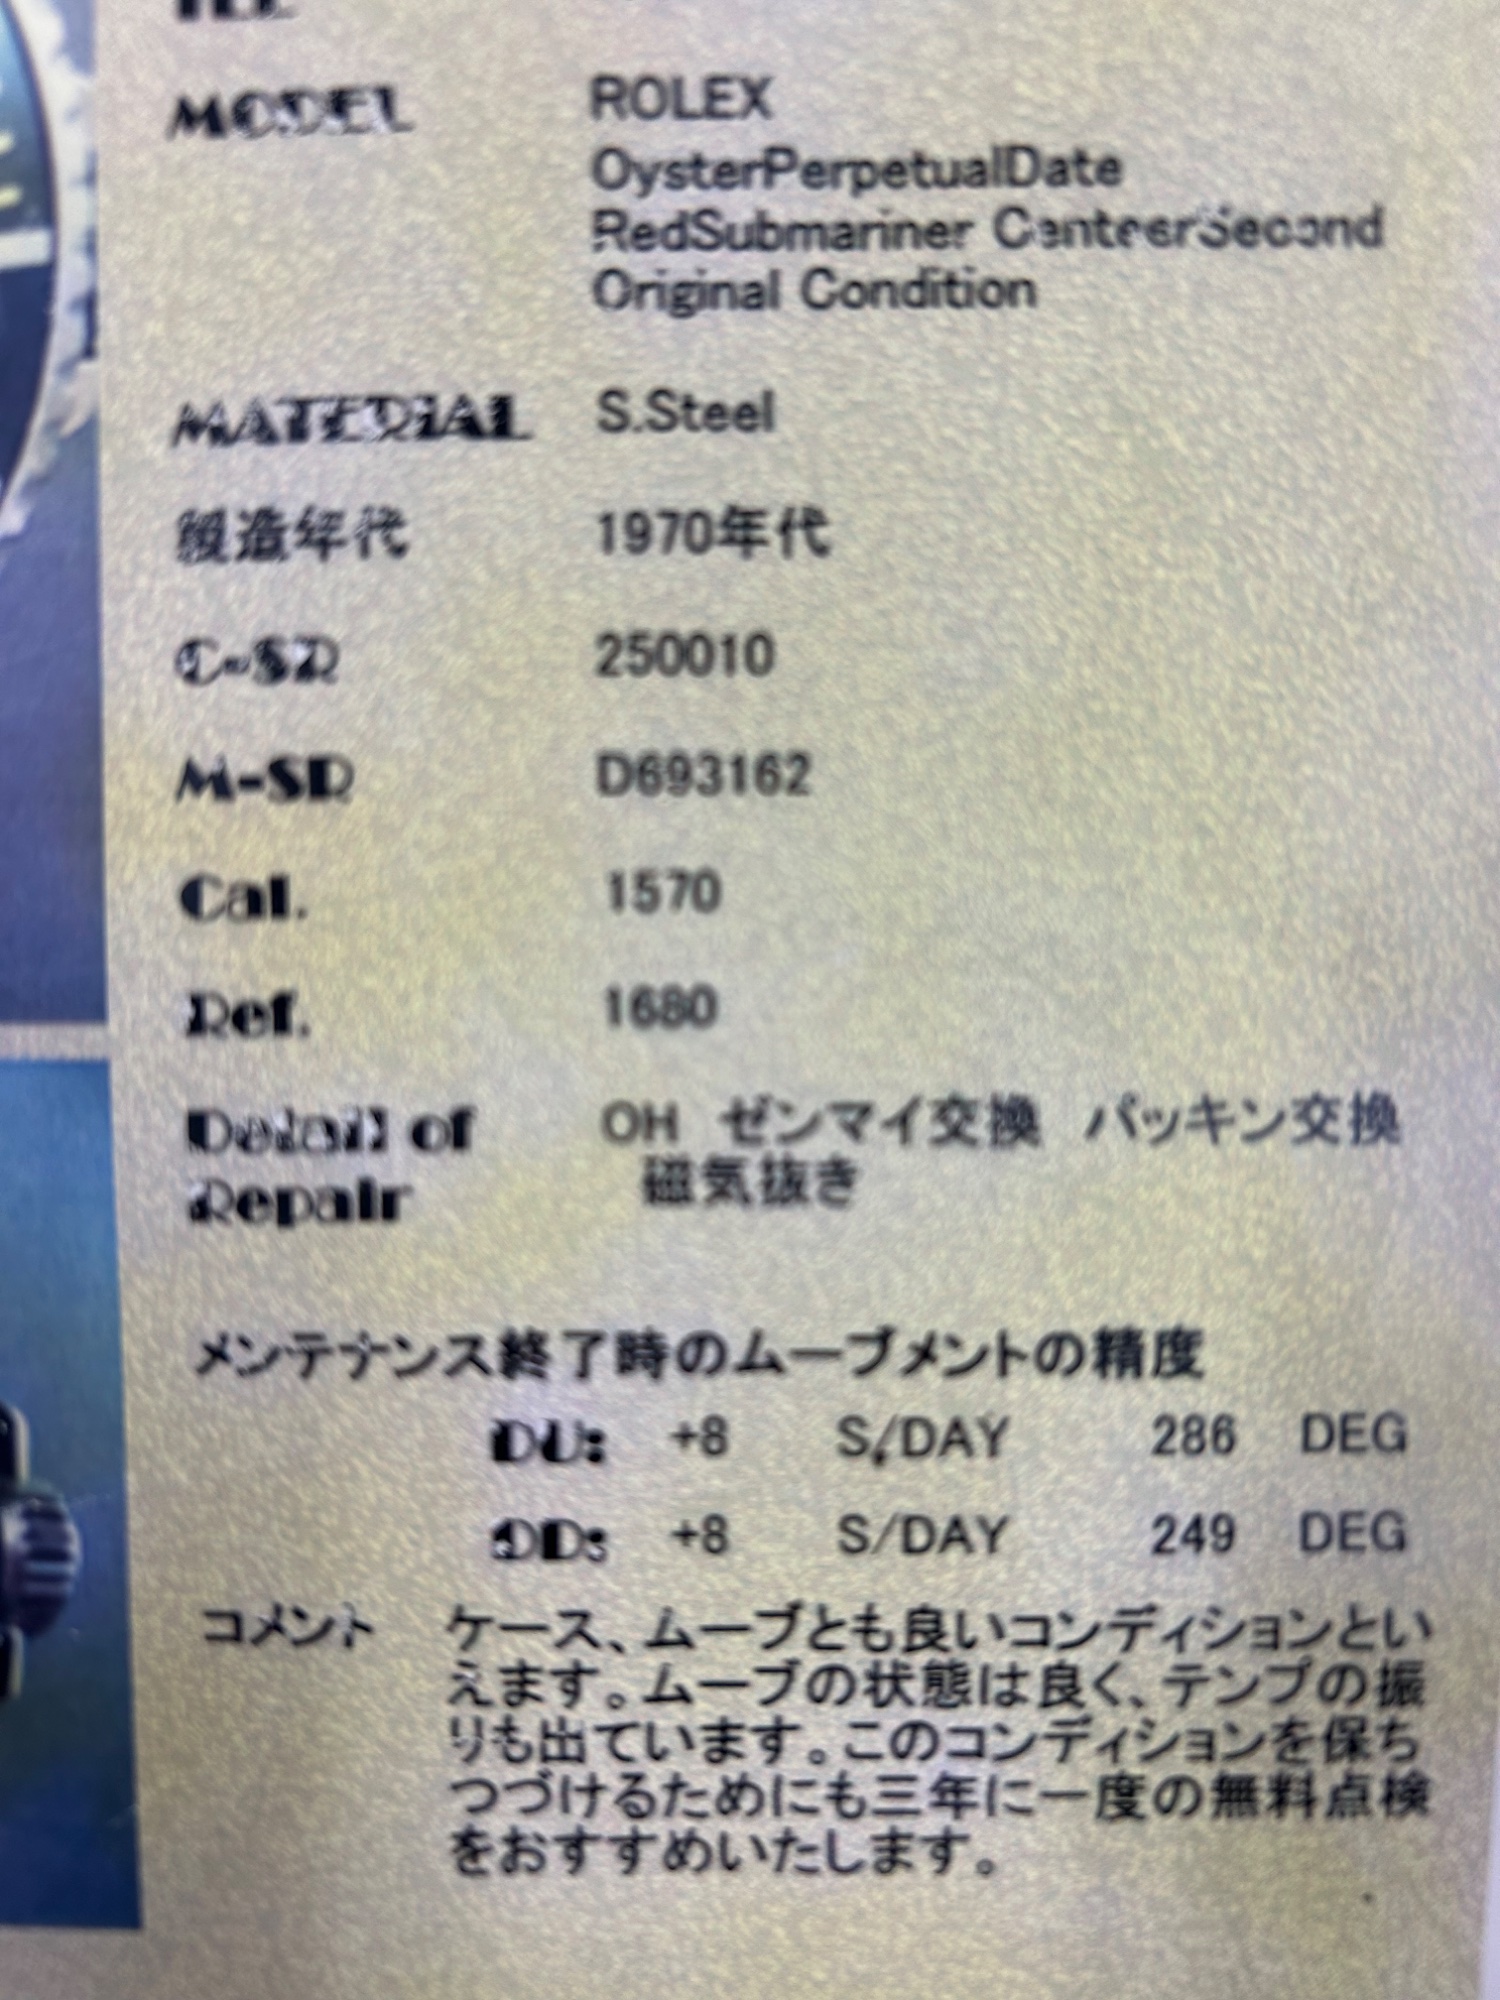 TEL
MODEL ROLEX
OysterPerpetualDate
RedSubmariner CenteerSecond
Original Condition
MATERIAL S.Steel
製造年代 1970年代
C-SR 250010
M-SR D693162
Cal. 1570
Ref. 1680
Detail of OH ゼンマイ交換 パッキン交換
Repair 磁気抜き
メンテナンス終了時のムーブメントの精度
DU: +8 S/DAY 286 DEG
9D: +8 S/DAY 249 DEG
コメント ケース、ムーブとも良いコンディションとい
えます。ムーブの状態は良く、テンプの振
りも出ています。このコンディションを保ち
つづけるためにも三年に一度の無料点検
をおすすめいたします。